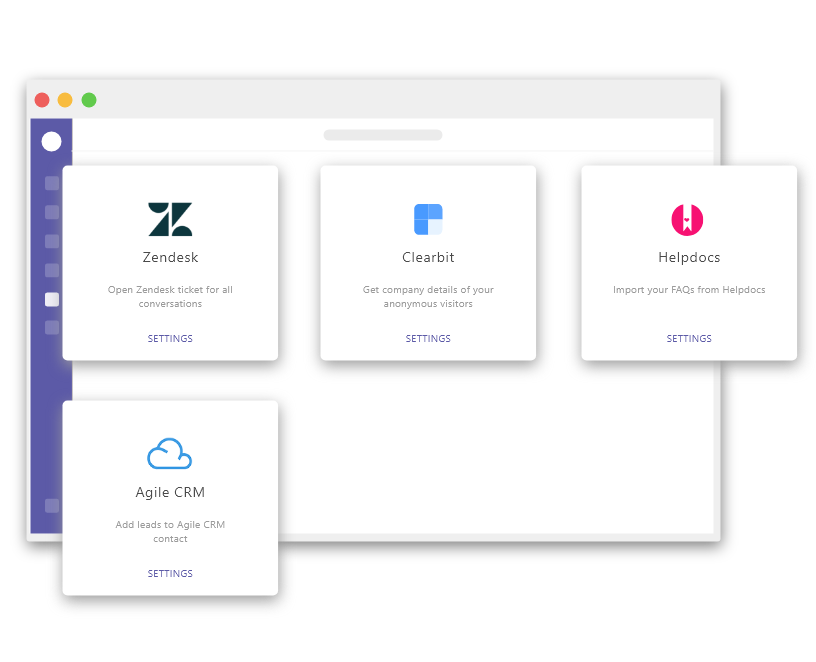 Zendesk
Open Zendesk ticket for all
conversations
SETTINGS
Clearbit
Get company details of your
anonymous visitors
SETTINGS
Helpdocs
Import your FAQs from Helpdocs
SETTINGS
Agile CRM
Add leads to Agile CRM
contact
SETTINGS